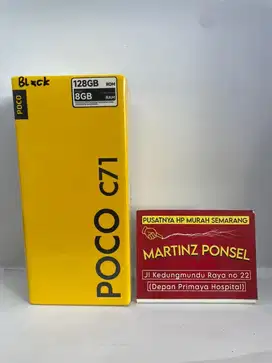 Black
128GB ROM
8GB RAM
POCO
POCO C71
PUSATNYA HP MURAH SEMARANG
MARTINZ PONSEL
Jl Kedungmundu Raya no 22
(Depan Primaya Hospital)